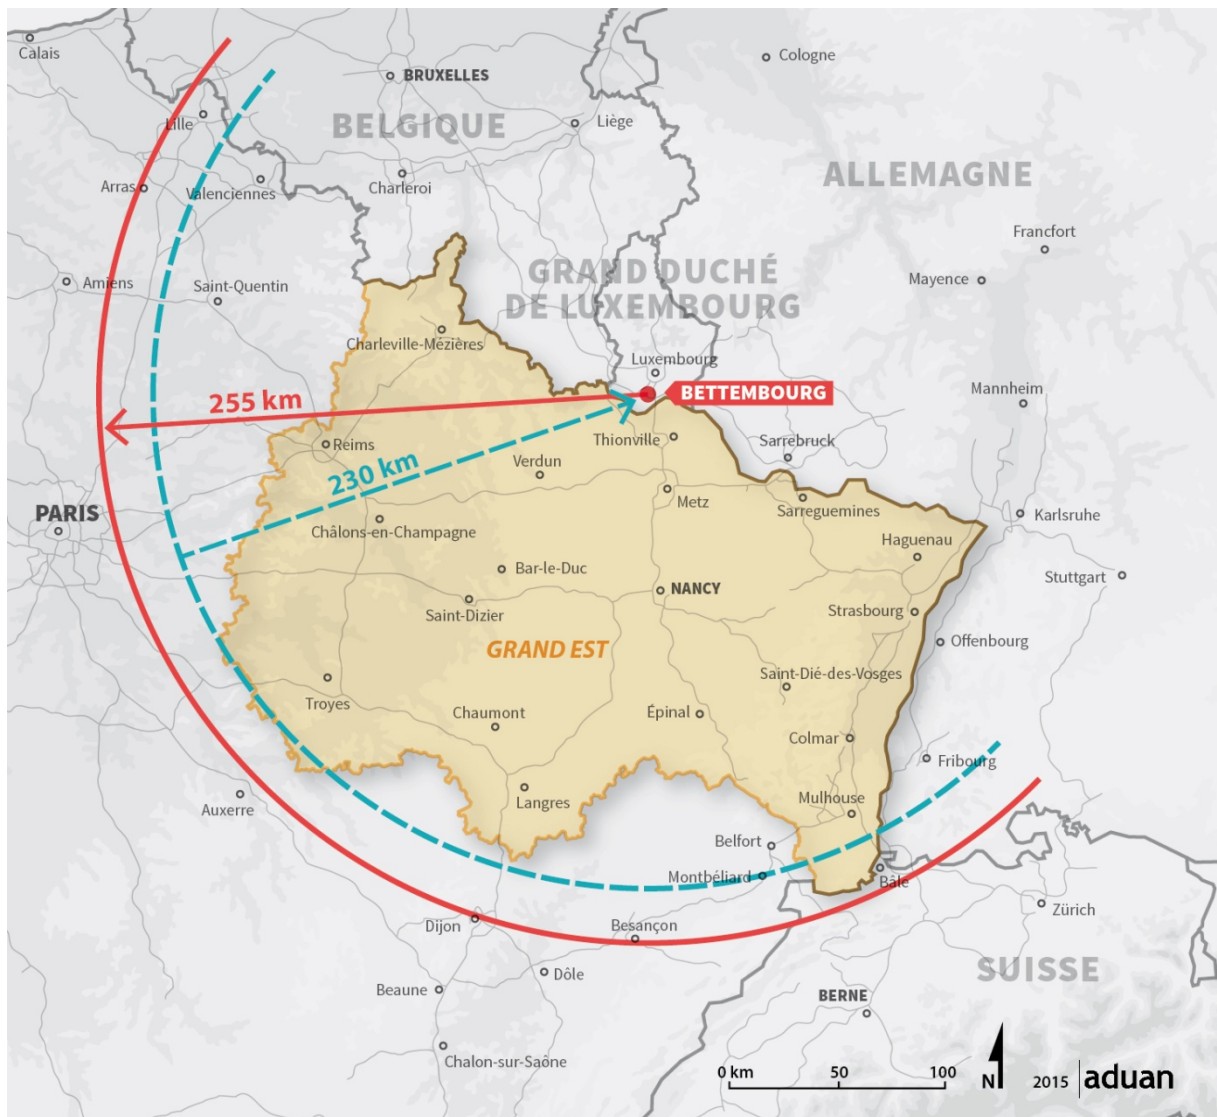 Calais
Cologne
BRUXELLES
Lille
BELGIQUE
Liège
ALLEMAGNE
Arras
Valenciennes
Charleroi
Francfort
GRAND DUCHÉ
DE LUXEMBOURG
Mayence
Amiens
Saint-Quentin
Charleville-Mézières
Luxembourg
BETTEMBOURG
Mannheim
255 km
Reims
Thionville
Sarrebruck
230 km
Verdun
Metz
Sarreguemines
PARIS
Karlsruhe
Châlons-en-Champagne
Haguenau
Bar-le-Duc
NANCY
Stuttgart
Saint-Dizier
Strasbourg
GRAND EST
Offenbourg
Saint-Dié-des-Vosges
Troyes
Chaumont
Épinal
Colmar
Fribourg
Langres
Mulhouse
Auxerre
Belfort
Montbéliard
Bâle
Dijon
Besançon
Zürich
Dôle
SUISSE
Beaune
BERNE
Chalon-sur-Saône
0 km 50 100
N
2015 aduan